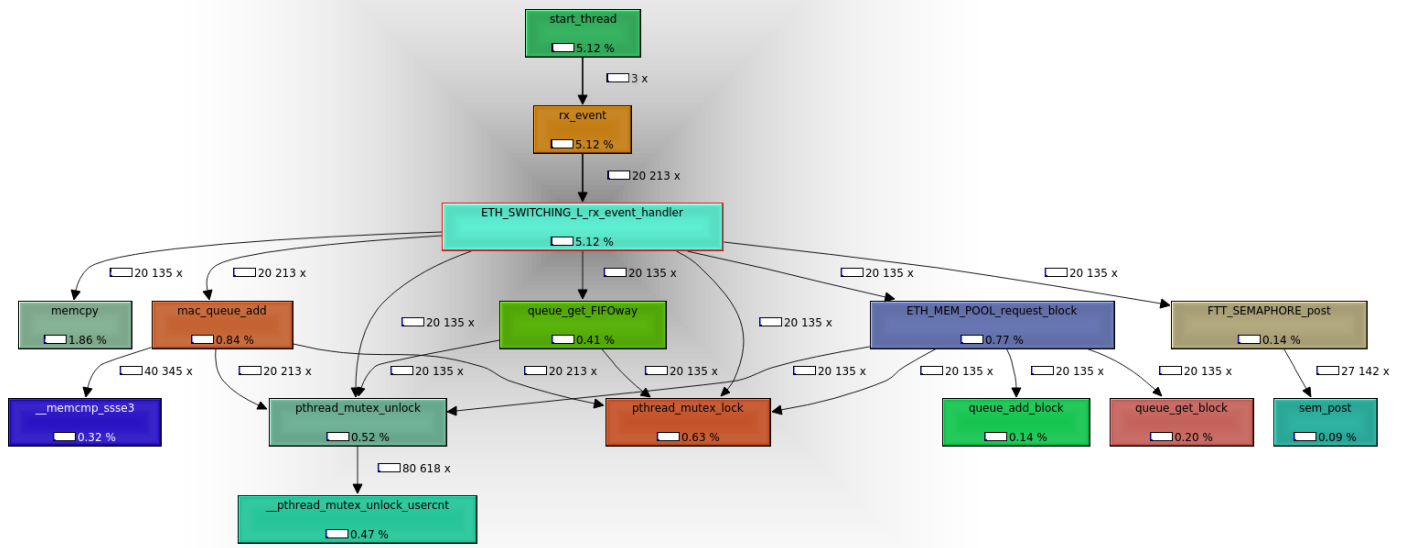 start_thread
5.12 %
3 x
rx_event
5.12 %
20 213 x
ETH_SWITCHING_L_rx_event_handler
5.12 %
20 135 x
20 213 x
20 135 x
20 135 x
20 135 x
memcpy
1.86 %
mac_queue_add
0.84 %
queue_get_FIFOway
0.41 %
ETH_MEM_POOL_request_block
0.77 %
FTT_SEMAPHORE_post
0.14 %
20 135 x
20 135 x
40 345 x
20 213 x
20 135 x
20 213 x
20 135 x
20 135 x
20 135 x
20 135 x
20 135 x
27 142 x
__memcmp_ssse3
0.32 %
pthread_mutex_unlock
0.52 %
pthread_mutex_lock
0.63 %
queue_add_block
0.14 %
queue_get_block
0.20 %
sem_post
0.09 %
80 618 x
__pthread_mutex_unlock_usercnt
0.47 %